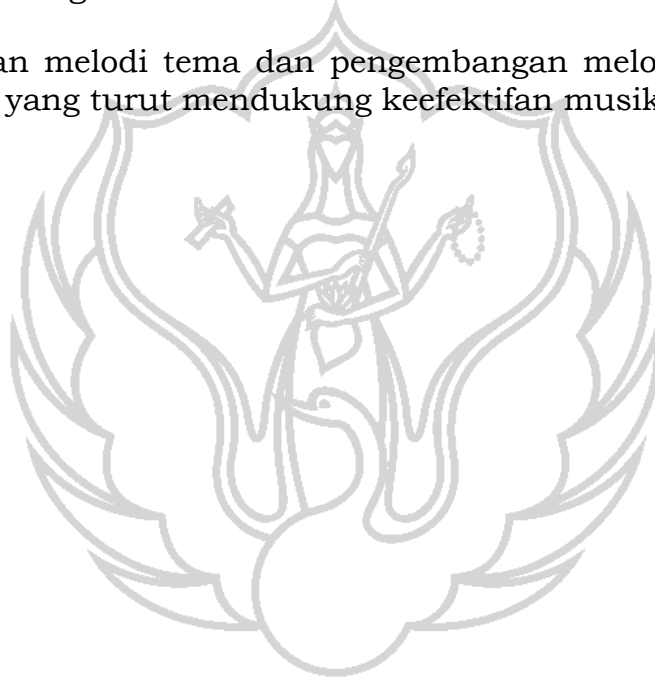 an melodi tema dan pengembangan melo
yang turut mendukung keefektifan musik